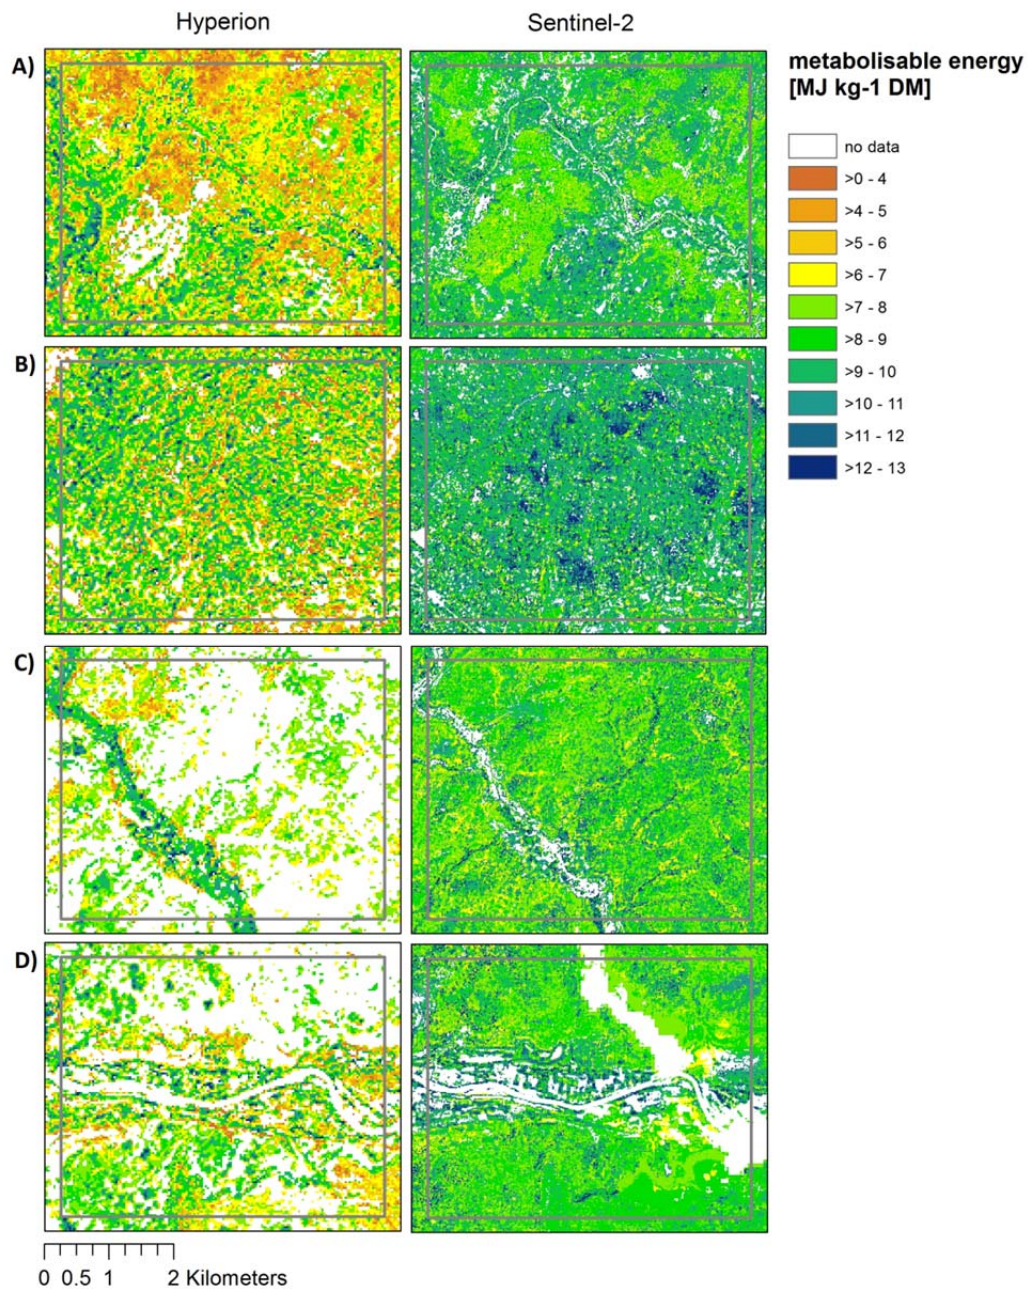 Hyperion
Sentinel-2
metabolisable energy
[MJ kg-1 DM]
A)
no data
>0 - 4
>4 - 5
>5 - 6
>6 - 7
>7 - 8
>8 - 9
>9 - 10
>10 - 11
>11 - 12
>12 - 13
B)
C)
D)
0 0.5 1 2 Kilometers